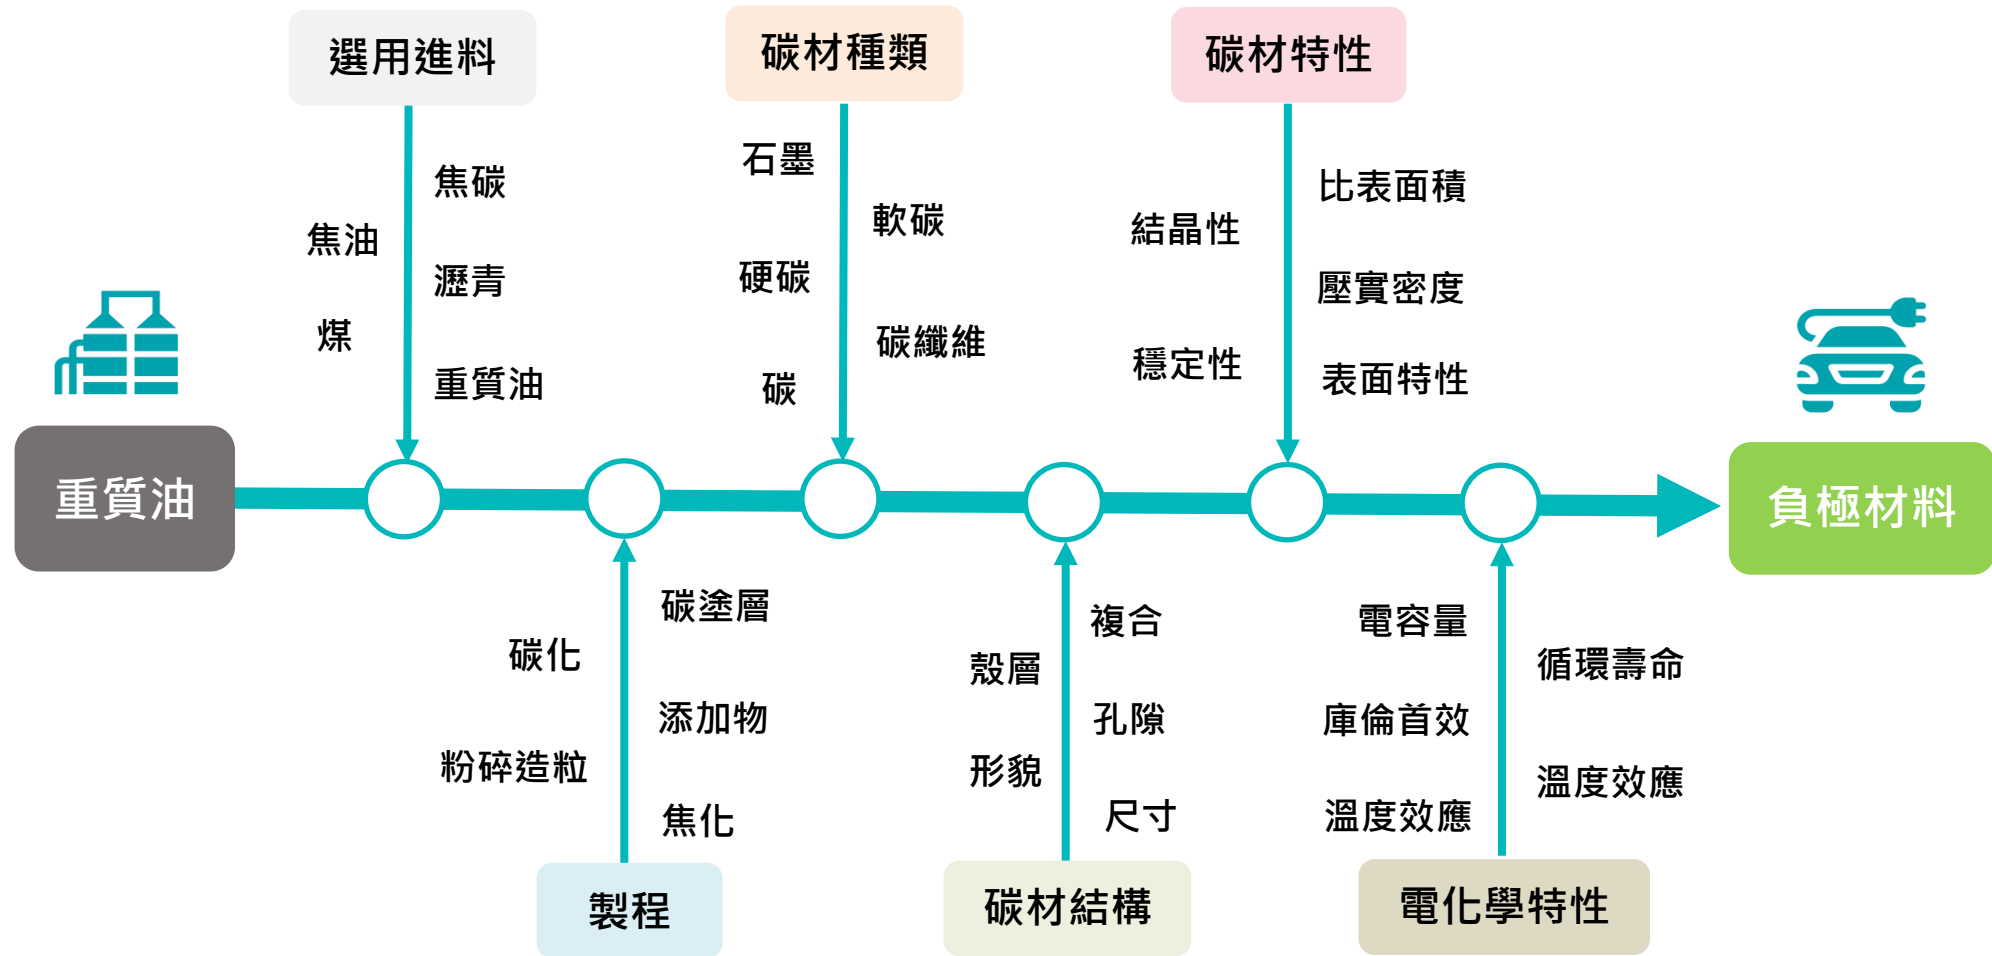 選用進料
碳材種類
碳材特性
焦碳
焦油
瀝青
煤
重質油
石墨
軟碳
硬碳
碳纖維
碳
比表面積
結晶性
壓實密度
穩定性
表面特性
重質油
負極材料
碳塗層
碳化
添加物
粉碎造粒
焦化
複合
殼層
孔隙
形貌
尺寸
電容量
循環壽命
庫倫首效
溫度效應
溫度效應
製程
碳材結構
電化學特性